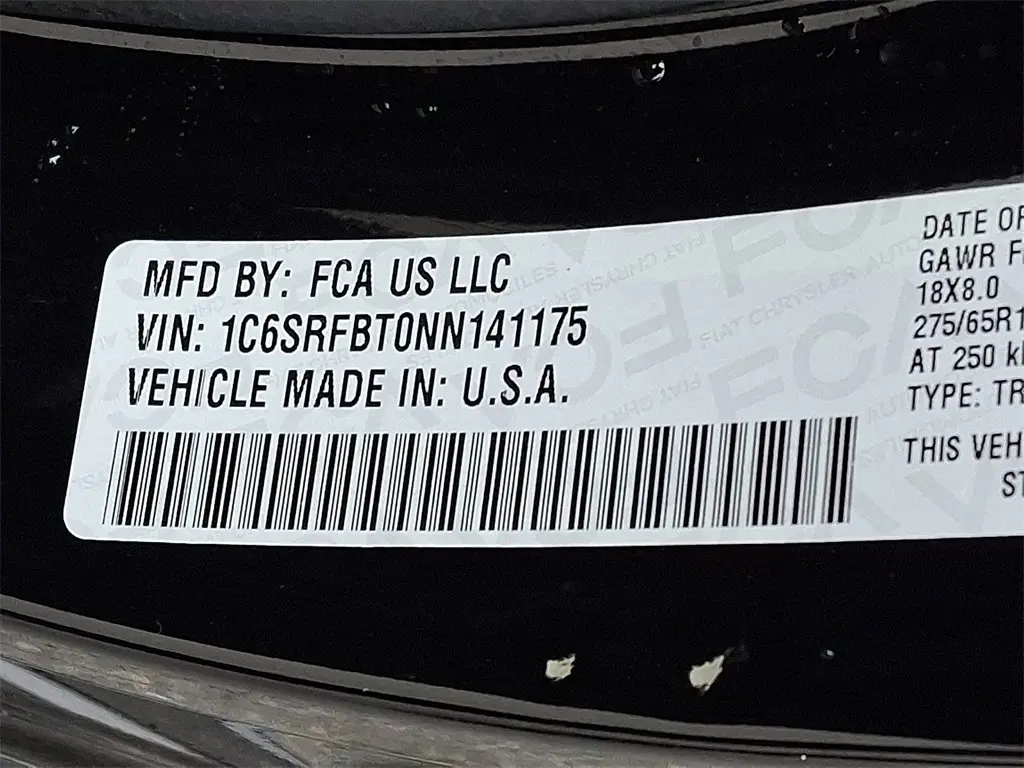 MFD BY: FCA US LLC
VIN: 1C6SRFBT0NN141175
VEHICLE MADE IN: U.S.A.
DATE OF
GAWR F
18X8.0
275/65R1
AT 250 k
TYPE: TR
THIS VEH
ST